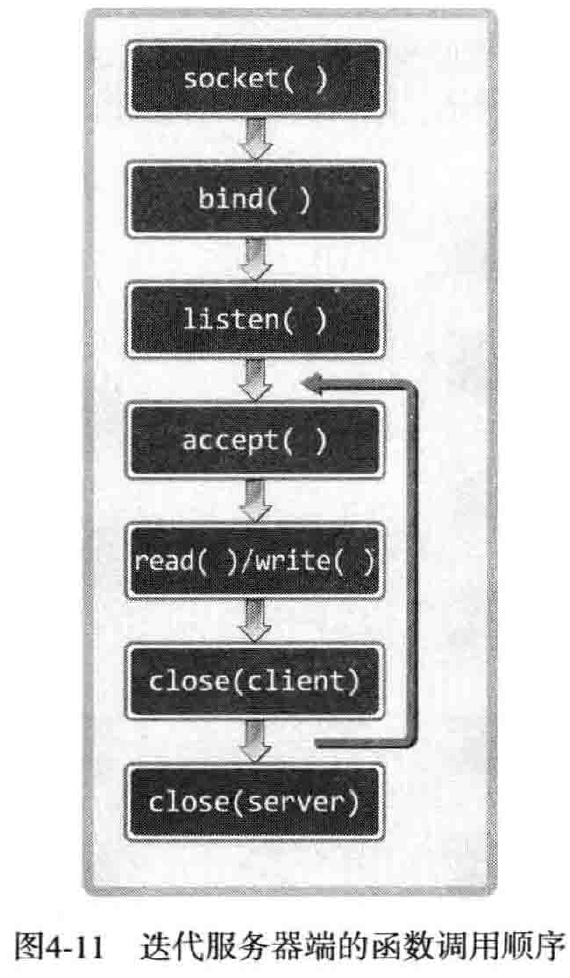 socket( )
bind( )
listen( )
accept( )
read( )/write( )
close(client)
close(server)
图4-11 迭代服务器端的函数调用顺序